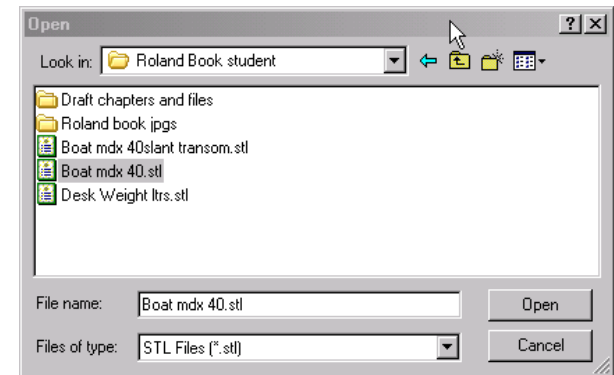 Open
Look in: Roland Book student
Draft chapters and files
Roland book jpgs
Boat mdx 40slant transom.stl
Boat mdx 40.stl
Desk Weight ltrs.stl
File name: Boat mdx 40.stl Open
Files of type: STL Files (*.stl) Cancel